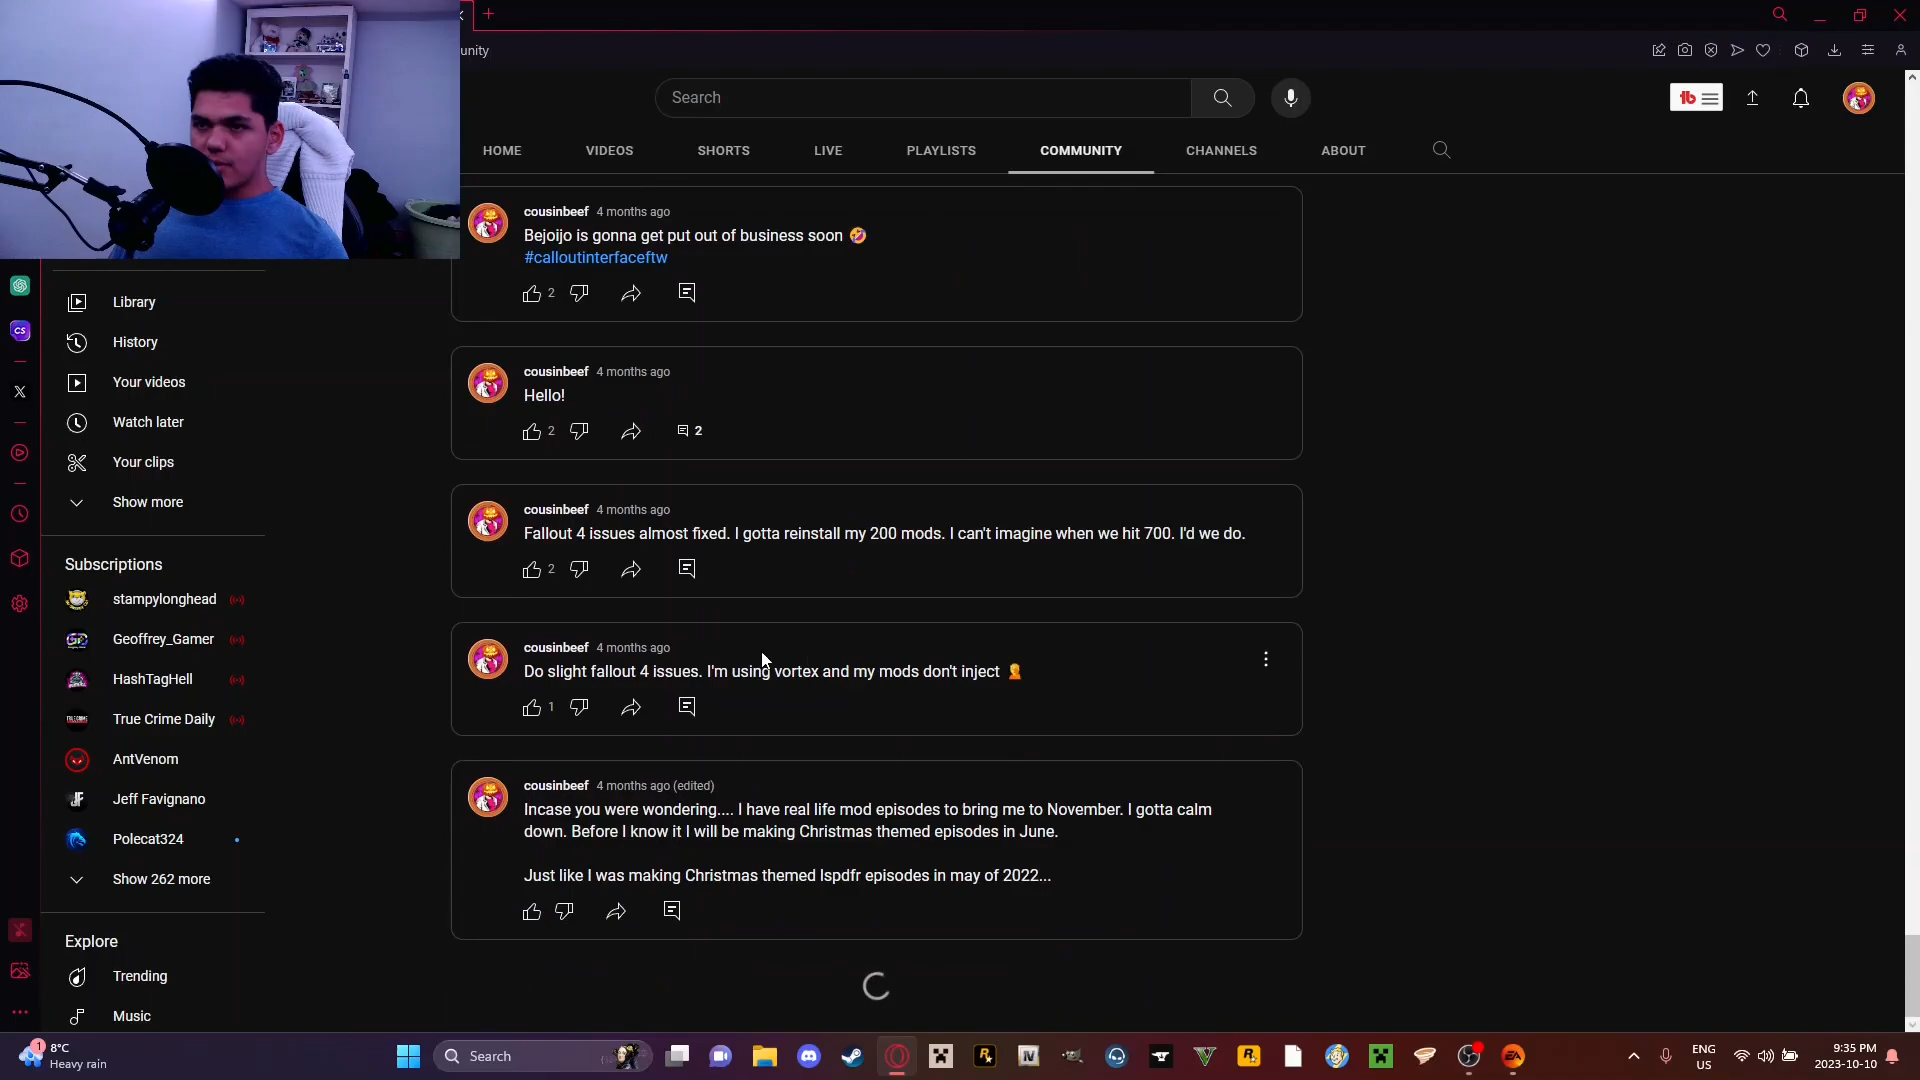 unity
Search
HOME
VIDEOS
SHORTS
LIVE
PLAYLISTS
COMMUNITY
CHANNELS
ABOUT
cousinbeef 4 months ago
Bejoijo is gonna get put out of business soon 🤣
#calloutinterfaceftw
2
cousinbeef 4 months ago
Hello!
2
2
cousinbeef 4 months ago
Fallout 4 issues almost fixed. I gotta reinstall my 200 mods. I can't imagine when we hit 700. I'd we do.
2
cousinbeef 4 months ago
Do slight fallout 4 issues. I'm using vortex and my mods don't inject 🤦
1
cousinbeef 4 months ago (edited)
Incase you were wondering.... I have real life mod episodes to bring me to November. I gotta calm
down. Before I know it I will be making Christmas themed episodes in June.
Just like I was making Christmas themed lspdfr episodes in may of 2022...
CS
Library
History
Your videos
Watch later
Your clips
Show more
Subscriptions
stampylonghead
Geoffrey_Gamer
HashTagHell
True Crime Daily
AntVenom
Jeff Favignano
Polecat324
Show 262 more
Explore
Trending
Music
1
8°C
Heavy rain
Search
ENG
US
9:35 PM
2023-10-10